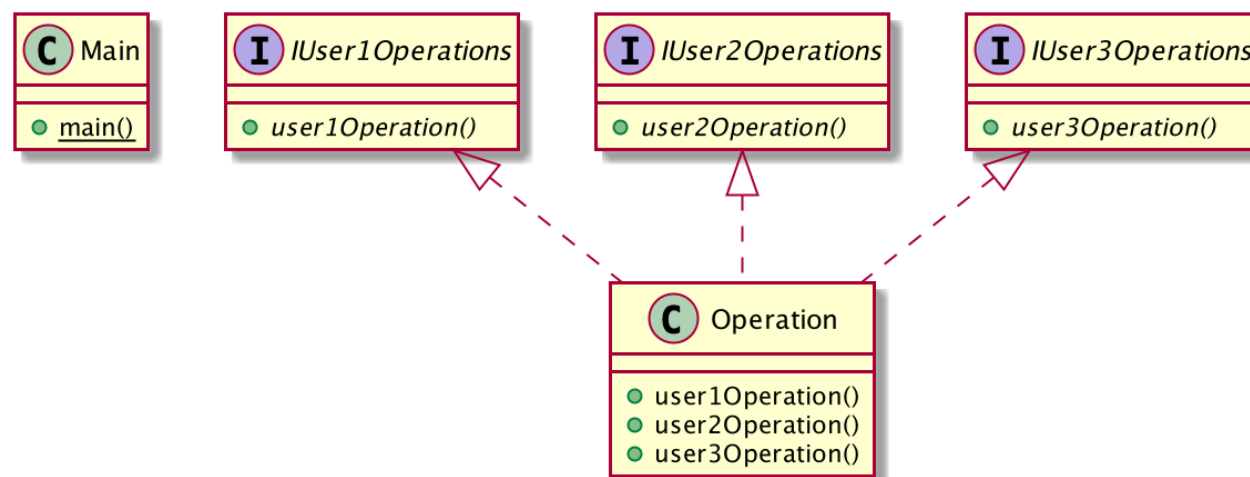 C Main
main()
I IUser1Operations
user1Operation()
I IUser2Operations
user2Operation()
I IUser3Operations
user3Operation()
C Operation
user1Operation()
user2Operation()
user3Operation()